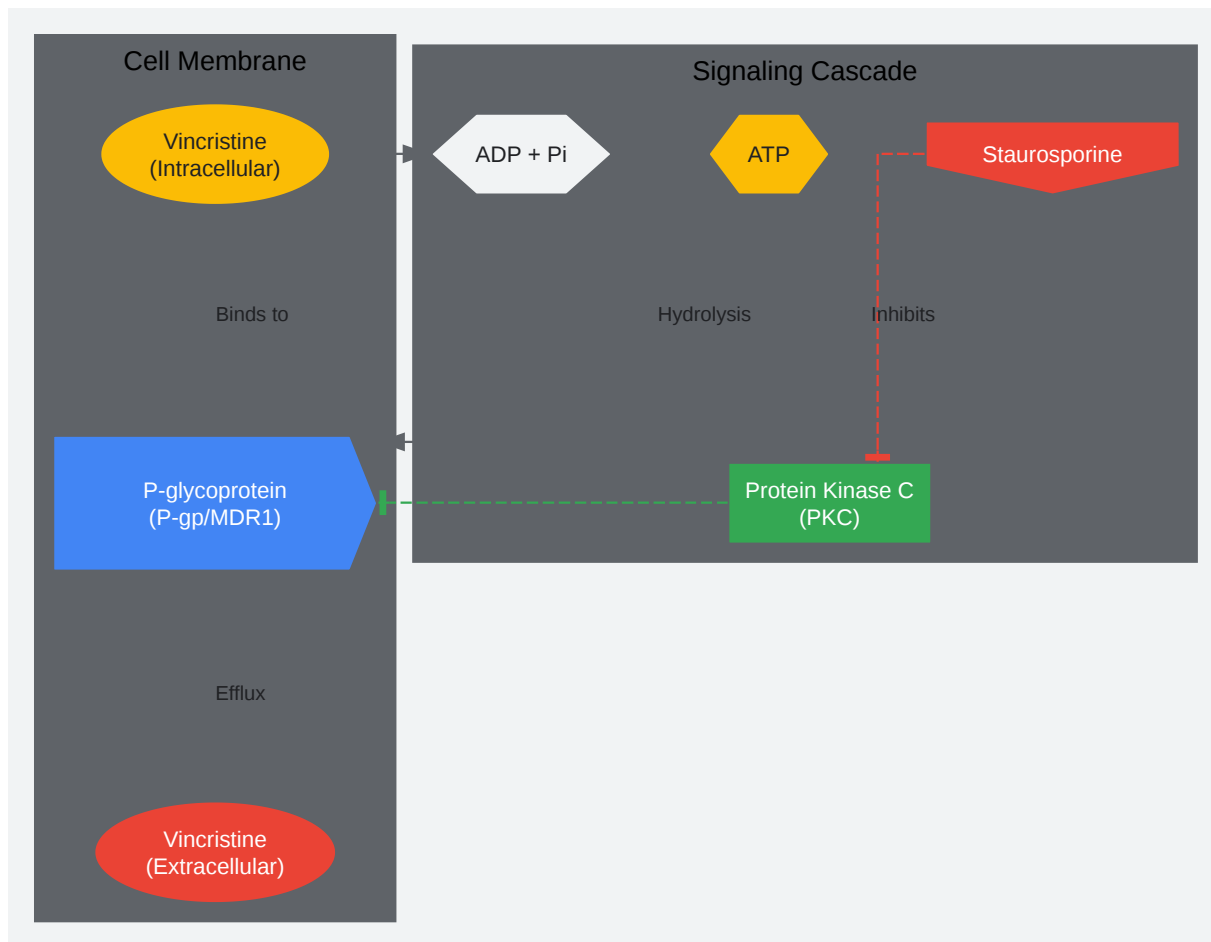 Cell Membrane
Signaling Cascade
Vincristine
(Intracellular)
ADP + Pi
ATP
Staurosporine
Binds to
Hydrolysis
Inhibits
P-glycoprotein
(P-gp/MDR1)
Protein Kinase C
(PKC)
Efflux
Vincristine
(Extracellular)